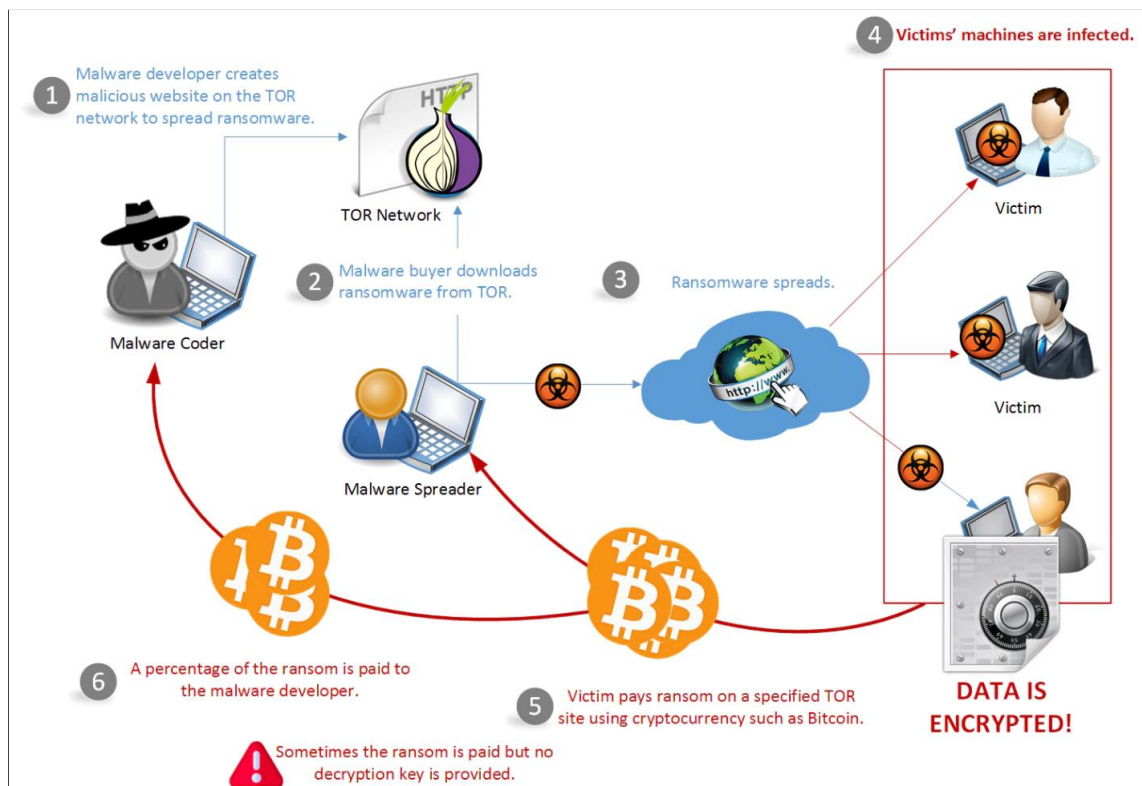 4
Victims' machines are infected.
1
Malware developer creates
malicious website on the TOR
network to spread ransomware.
HTTP
TOR Network
Victim
Malware Coder
2
Malware buyer downloads
ransomware from TOR.
3
Ransomware spreads.
http://www.
Victim
Malware Spreader
6
A percentage of the ransom is paid to
the malware developer.
5
Victim pays ransom on a specified TOR
site using cryptocurrency such as Bitcoin.
DATA IS
ENCRYPTED!
Sometimes the ransom is paid but no
decryption key is provided.